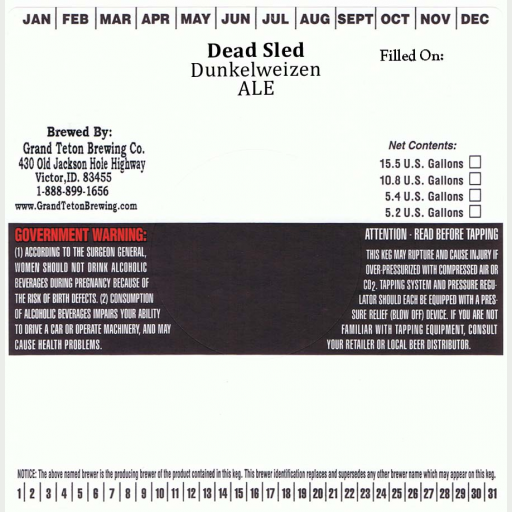 JAN | FEB | MAR | APR | MAY | JUN | JUL | AUG | SEPT | OCT | NOV | DEC
Dead Sled
Dunkelweizen
ALE
Filled On:
Brewed By:
Grand Teton Brewing Co.
430 Old Jackson Hole Highway
Victor,ID. 83455
1-888-899-1656
www.GrandTetonBrewing.com
Net Contents:
15.5 U.S. Gallons
10.8 U.S. Gallons
5.4 U.S. Gallons
5.2 U.S. Gallons
GOVERNMENT WARNING:
(1) ACCORDING TO THE SURGEON GENERAL,
WOMEN SHOULD NOT DRINK ALCOHOLIC
BEVERAGES DURING PREGNANCY BECAUSE OF
THE RISK OF BIRTH DEFECTS. (2) CONSUMPTION
OF ALCOHOLIC BEVERAGES IMPAIRS YOUR ABILITY
TO DRIVE A CAR OR OPERATE MACHINERY, AND MAY
CAUSE HEALTH PROBLEMS.
ATTENTION - READ BEFORE TAPPING
THIS KEG MAY RUPTURE AND CAUSE INJURY IF
OVER-PRESSURIZED WITH COMPRESSED AIR OR
CO2. TAPPING SYSTEM AND PRESSURE REGU-
LATOR SHOULD EACH BE EQUIPPED WITH A PRES-
SURE RELIEF (BLOW OFF) DEVICE. IF YOU ARE NOT
FAMILIAR WITH TAPPING EQUIPMENT, CONSULT
YOUR RETAILER OR LOCAL BEER DISTRIBUTOR.
NOTICE: The above named brewer is the producing brewer of the product contained in this keg. This brewer identification replaces and supersedes any other brewer name which may appear on this keg.
1 | 2 | 3 | 4 | 5 | 6 | 7 | 8 | 9 | 10 | 11 | 12 | 13 | 14 | 15 | 16 | 17 | 18 | 19 | 20 | 21 | 22 | 23 | 24 | 25 | 26 | 27 | 28 | 29 | 30 | 31